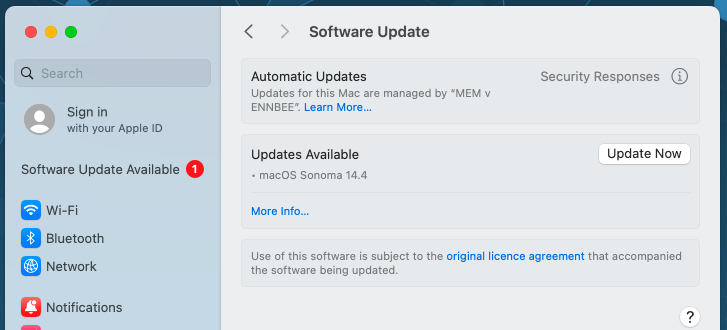 Software Update
Search
Sign in
with your Apple ID
Software Update Available 1
Wi-Fi
Bluetooth
Network
Notifications
Automatic Updates
Security Responses
Updates for this Mac are managed by “MEM v
ENNBEE”. Learn More...
Updates Available
Update Now
• macOS Sonoma 14.4
More Info...
Use of this software is subject to the original licence agreement that accompanied
the software being updated.
?